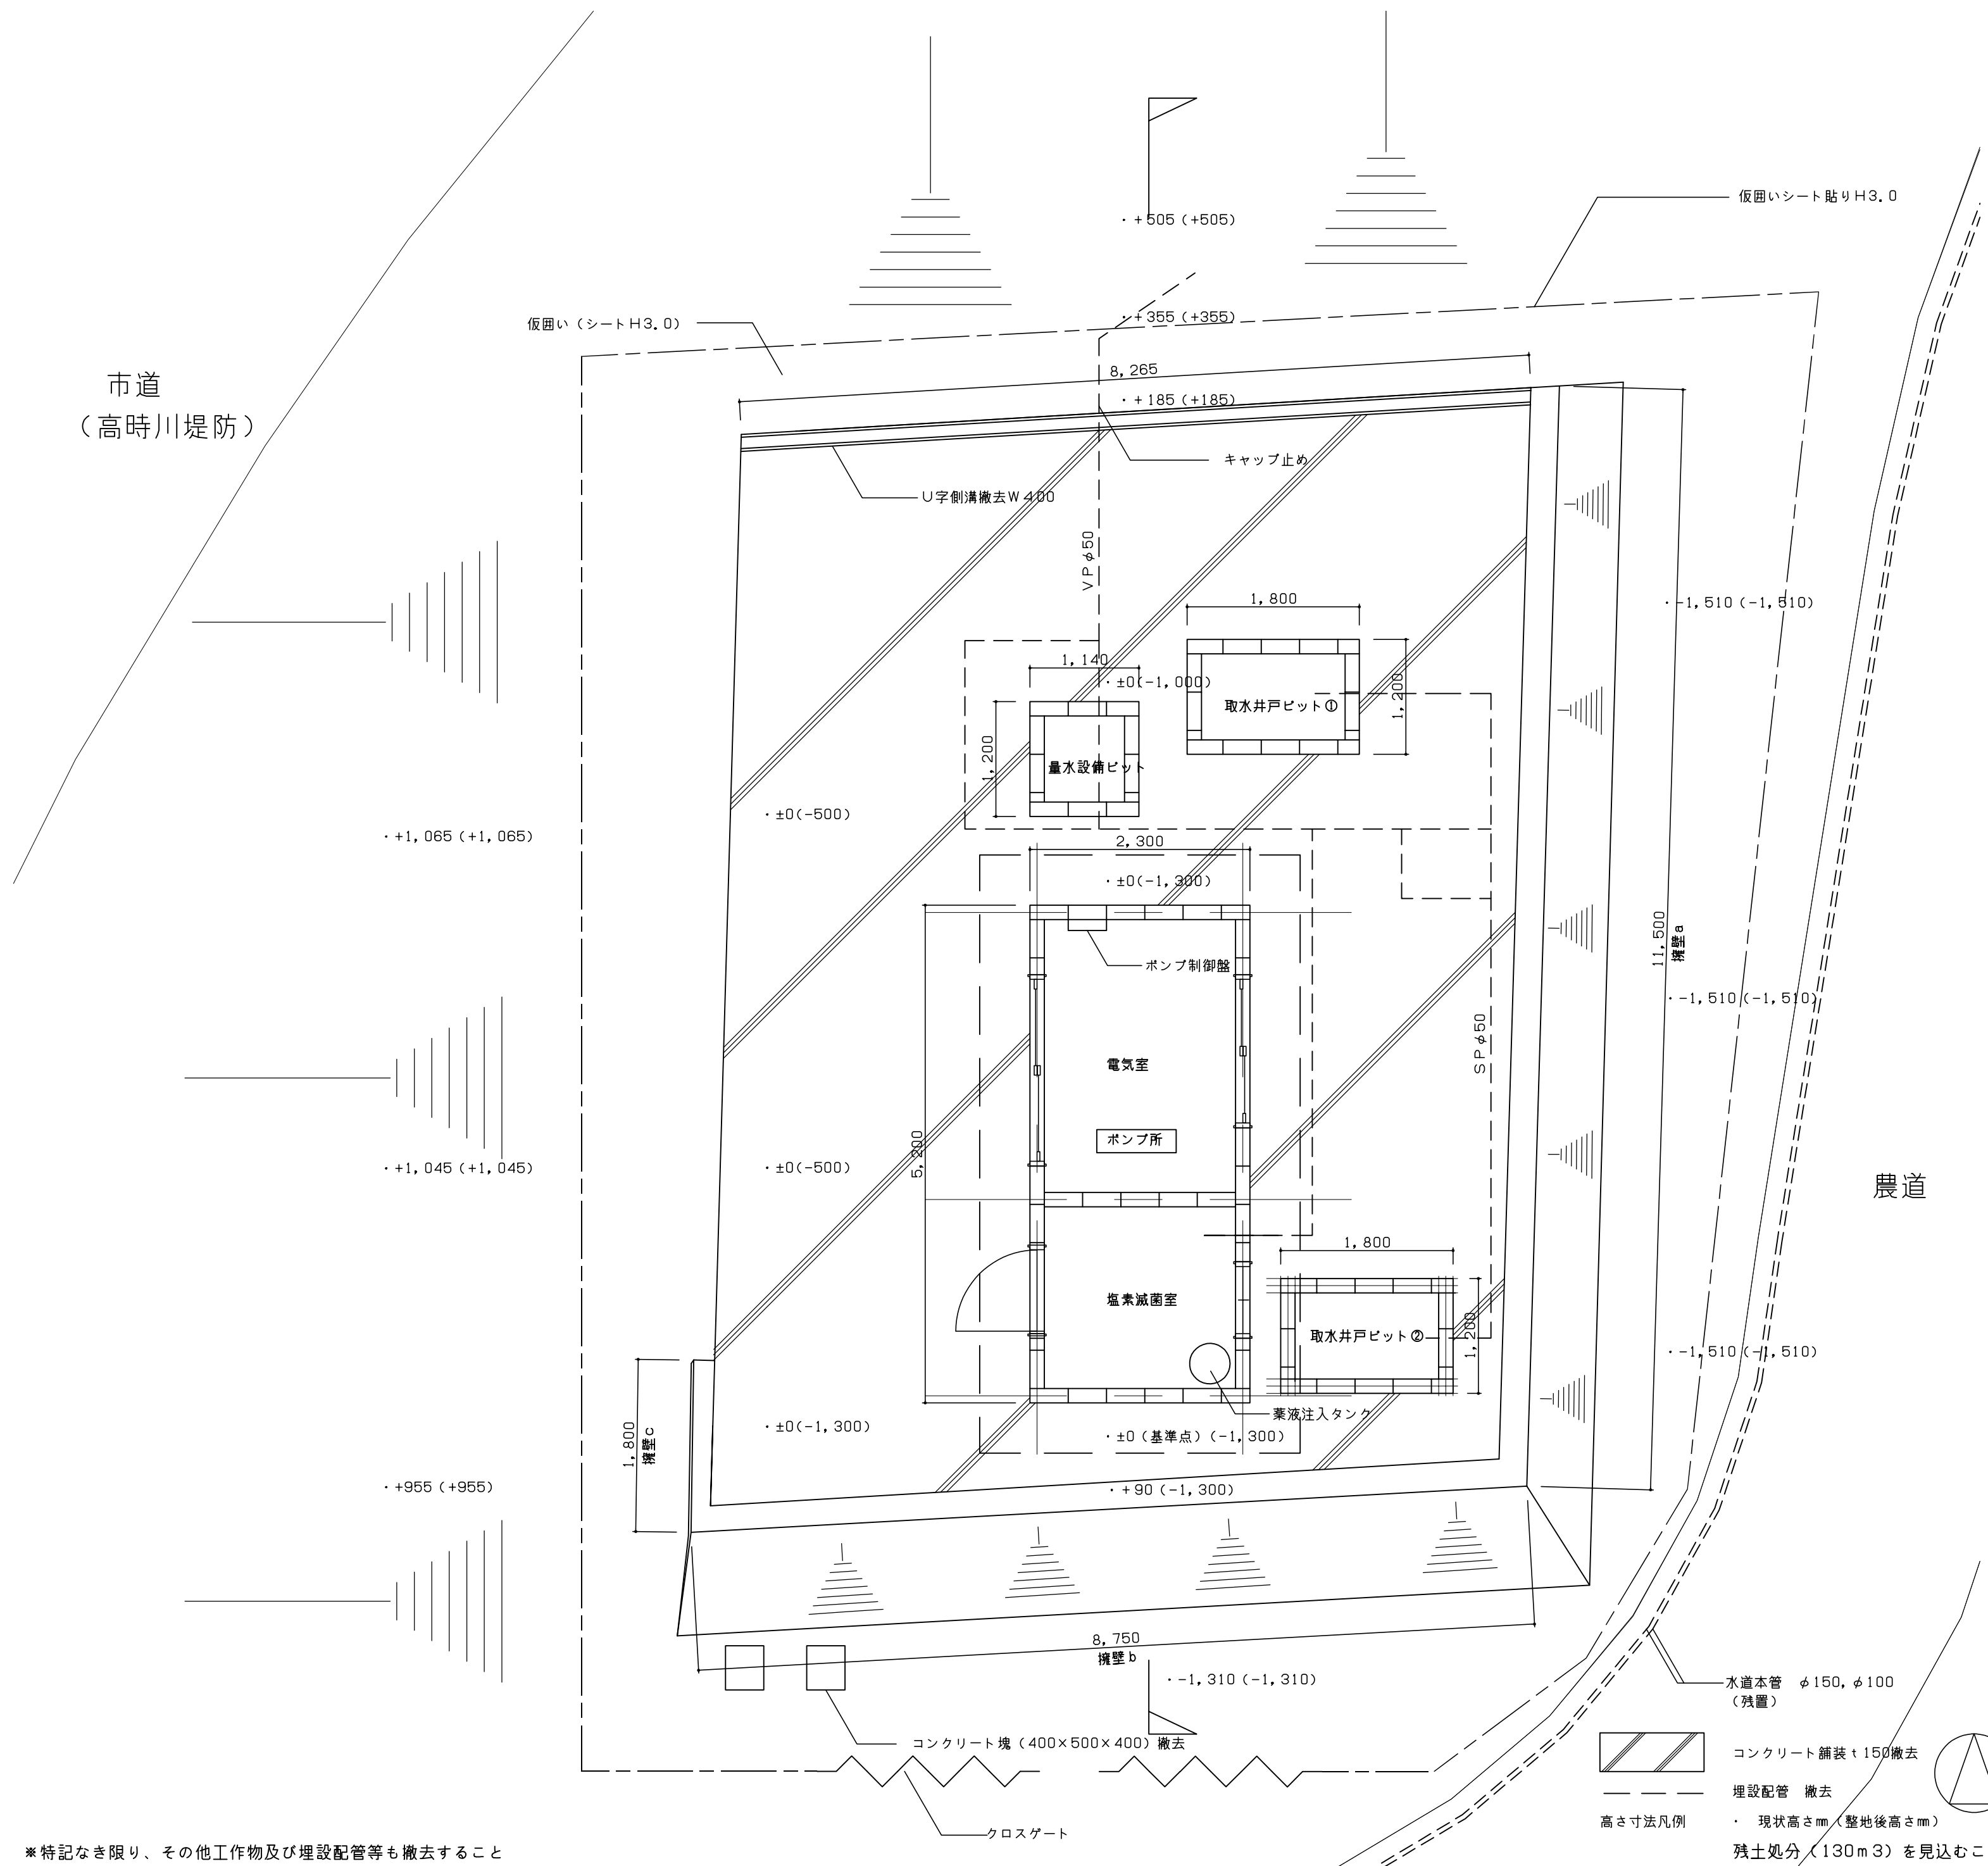 ・+505(+505)
仮囲いシート貼りH3.0
仮囲い(シートH3.0)
・+355(+355)
市道
(高時川堤防)
8,265
・+185(+185)
キャップ止め
U字側溝撤去W400
VPφ50
1,800
・-1,510(-1,510)
1,140
・±0(-1,000)
1,200
取水井戸ピット①
1,200
量水設備ピット
・±0(-500)
・+1,065(+1,065)
2,300
・±0(-1,300)
11,500
擁壁a
ポンプ制御盤
・-1,510(-1,510)
SPφ50
電気室
ポンプ所
5,200
・±0(-500)
・+1,045(+1,045)
農道
1,800
塩素滅菌室
取水井戸ピット②
1,200
・-1,510(-1,510)
薬液注入タンク
1,800
擁壁c
・±0(-1,300)
・±0(基準点)(-1,300)
・+955(+955)
・+90(-1,300)
8,750
擁壁b
・-1,310(-1,310)
水道本管 φ150,φ100
(残置)
コンクリート塊(400×500×400)撤去
コンクリート舗装t150撤去
埋設配管 撤去
高さ寸法凡例 ・ 現状高さ㎜(整地後高さ㎜)
クロスゲート
※特記なき限り、その他工作物及び埋設配管等も撤去すること
残土処分(130m3)を見込むこ